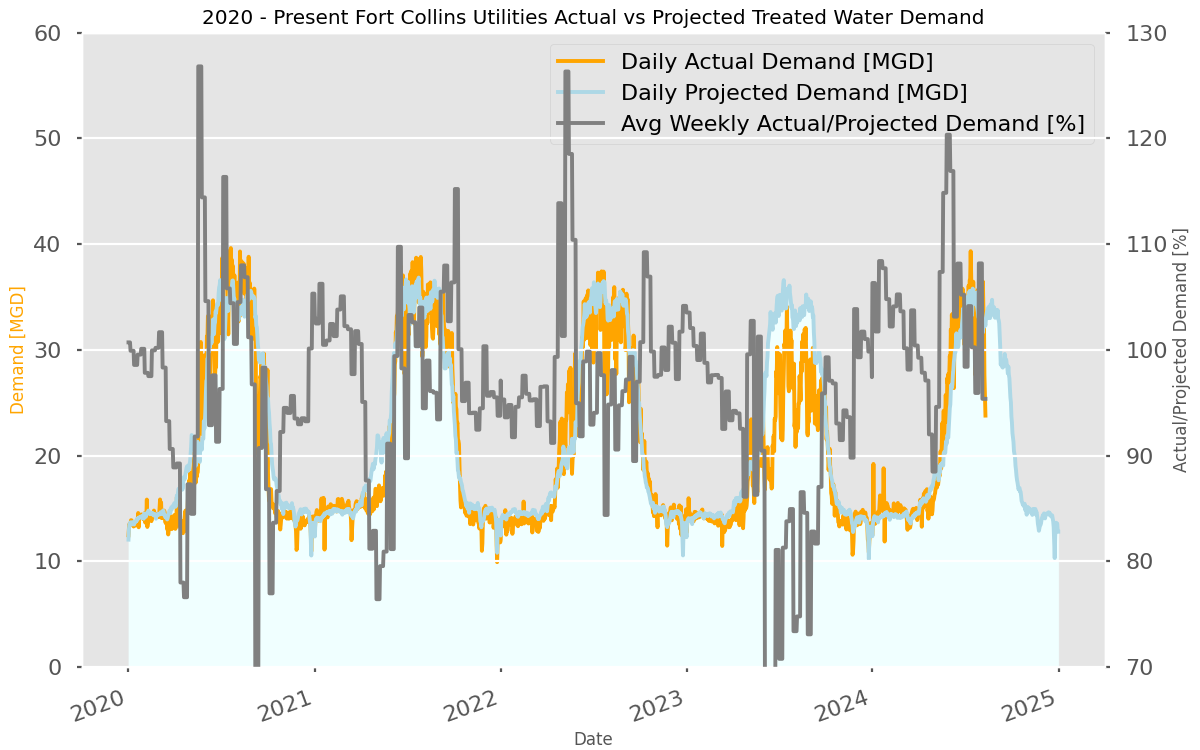 2020 - Present Fort Collins Utilities Actual vs Projected Treated Water Demand
60
50
40
30
20
10
0
Demand [MGD]
Daily Actual Demand [MGD]
Daily Projected Demand [MGD]
Avg Weekly Actual/Projected Demand [%]
130
120
110
100
90
80
70
Actual/Projected Demand [%]
2020
2021
2022
2023
2024
2025
Date